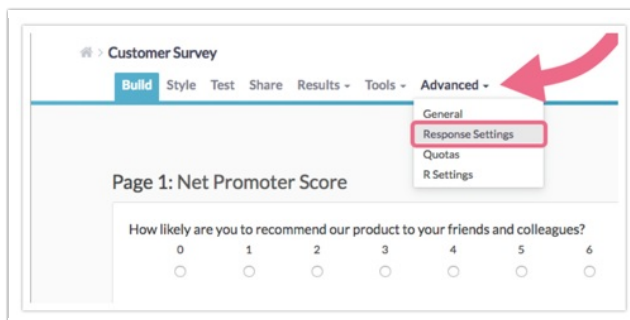 > Customer Survey
Build Style Test Share Results Tools Advanced
General
Response Settings
Quotas
R Settings
Page 1: Net Promoter Score
How likely are you to recommend our product to your friends and colleagues?
0 1 2 3 4 5 6